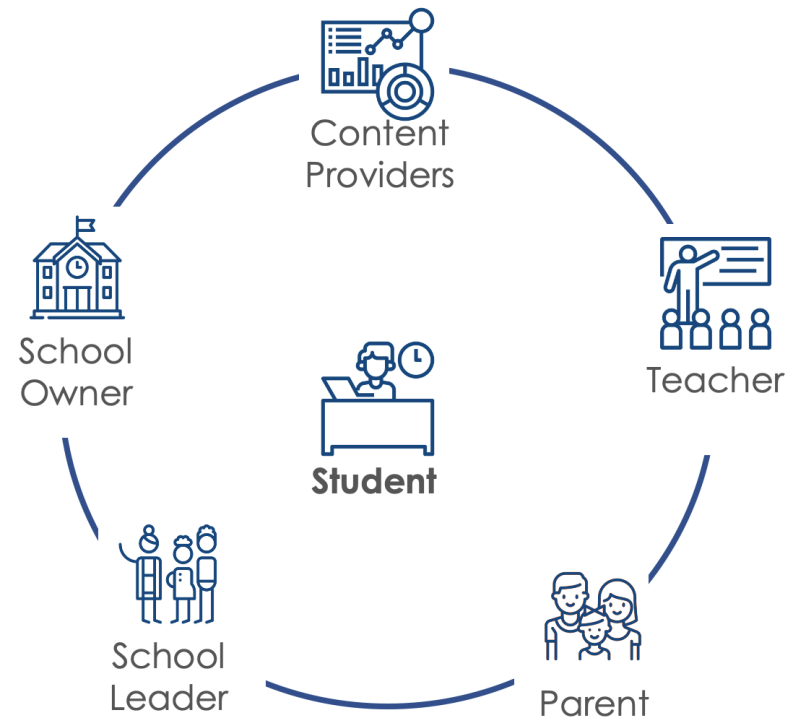 Content
Providers
School
Owner
Teacher
Student
School
Leader
Parent